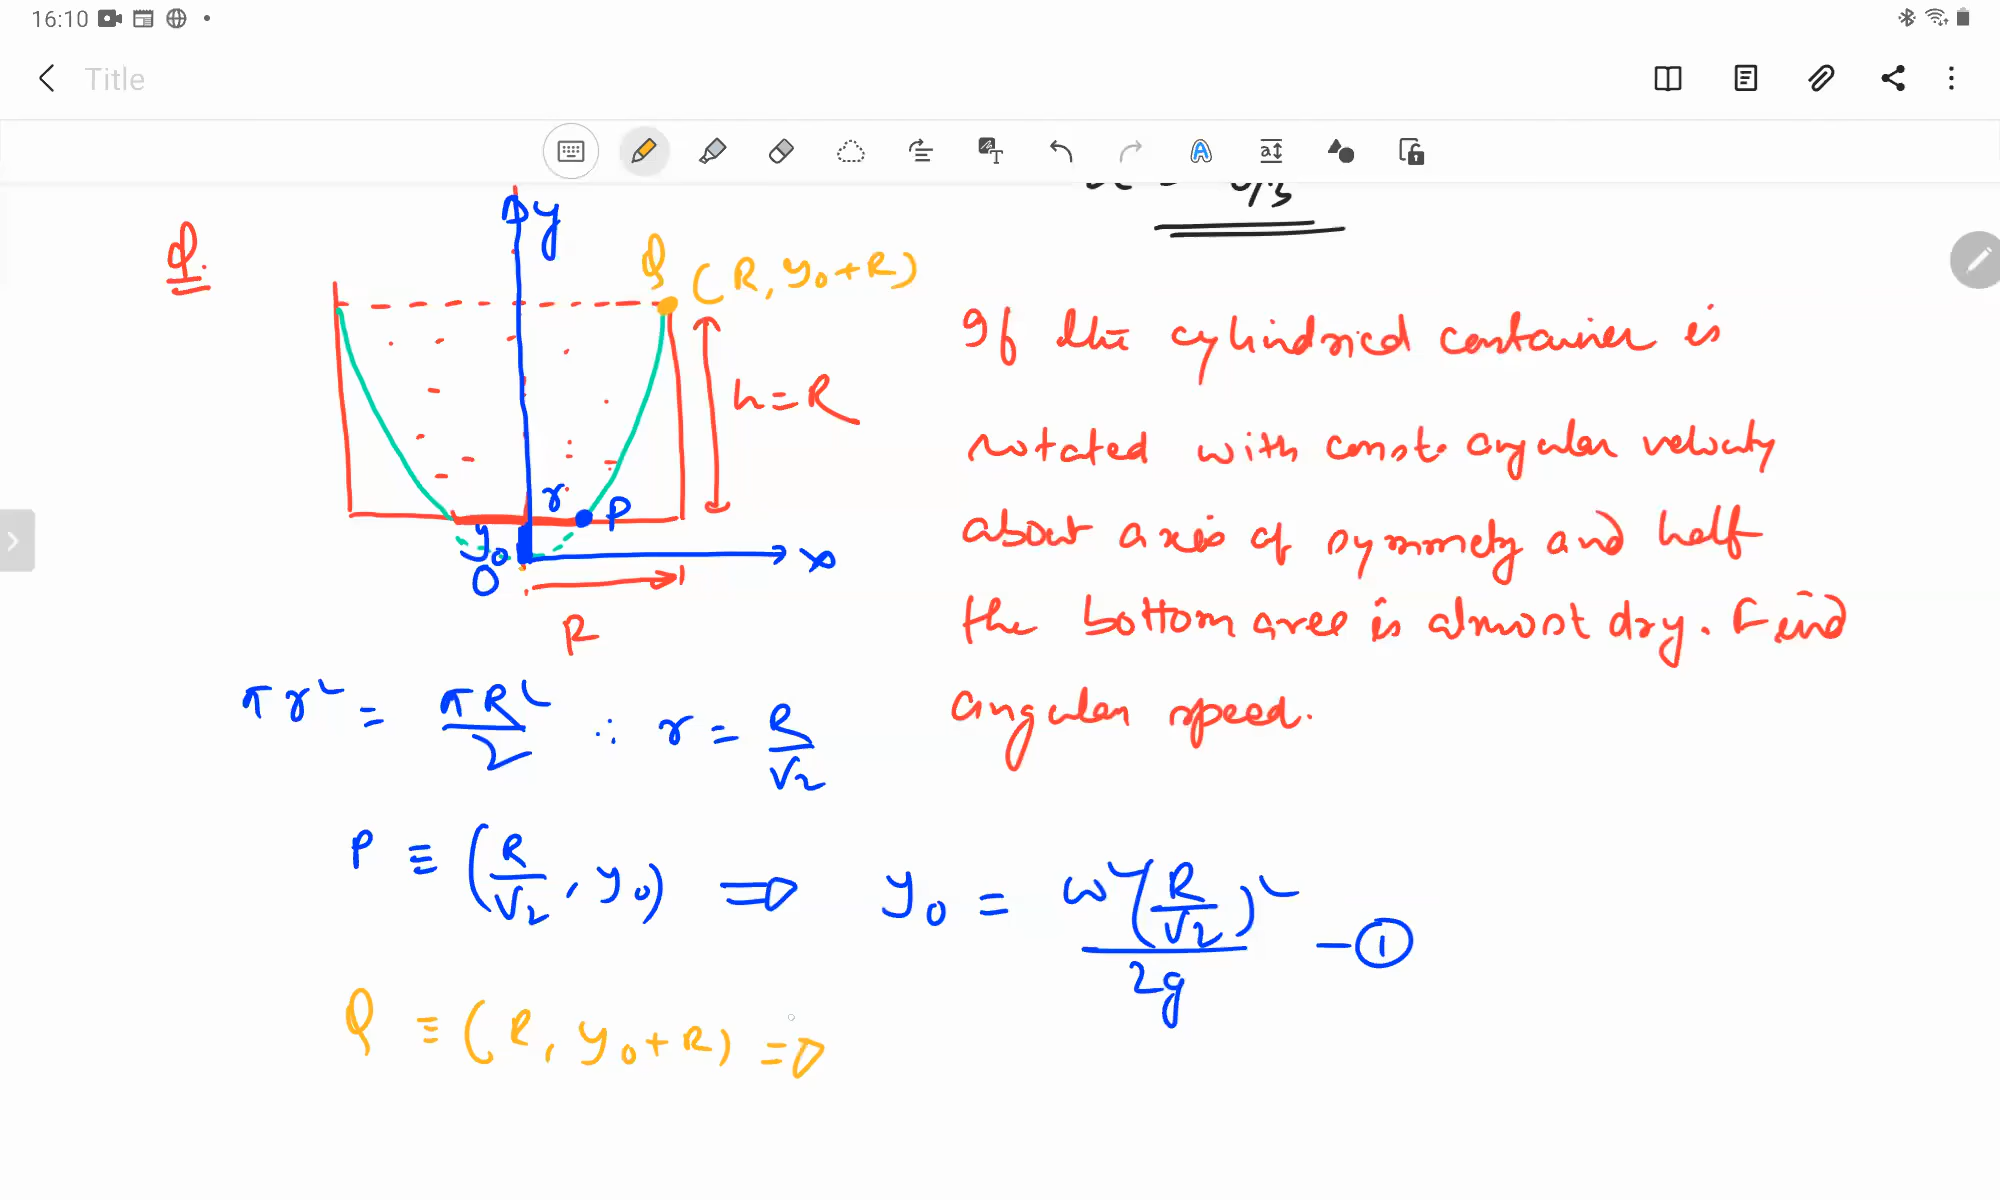 16:10
Title
Q.
y
Q (R, y₀+R)
h=R
r P
y₀
O x
R
If the cylindrical container is
rotated with const. angular velocity
about axis of symmety and half
the bottom area is almost dry. Find
angular speed.
πr² = πR²/2 ∴ r = R/√2
P ≡ (R/√2, y₀) ⇒ y₀ = ω²(R/√2)²/2g —①
Q ≡ (R, y₀+R) ⇒